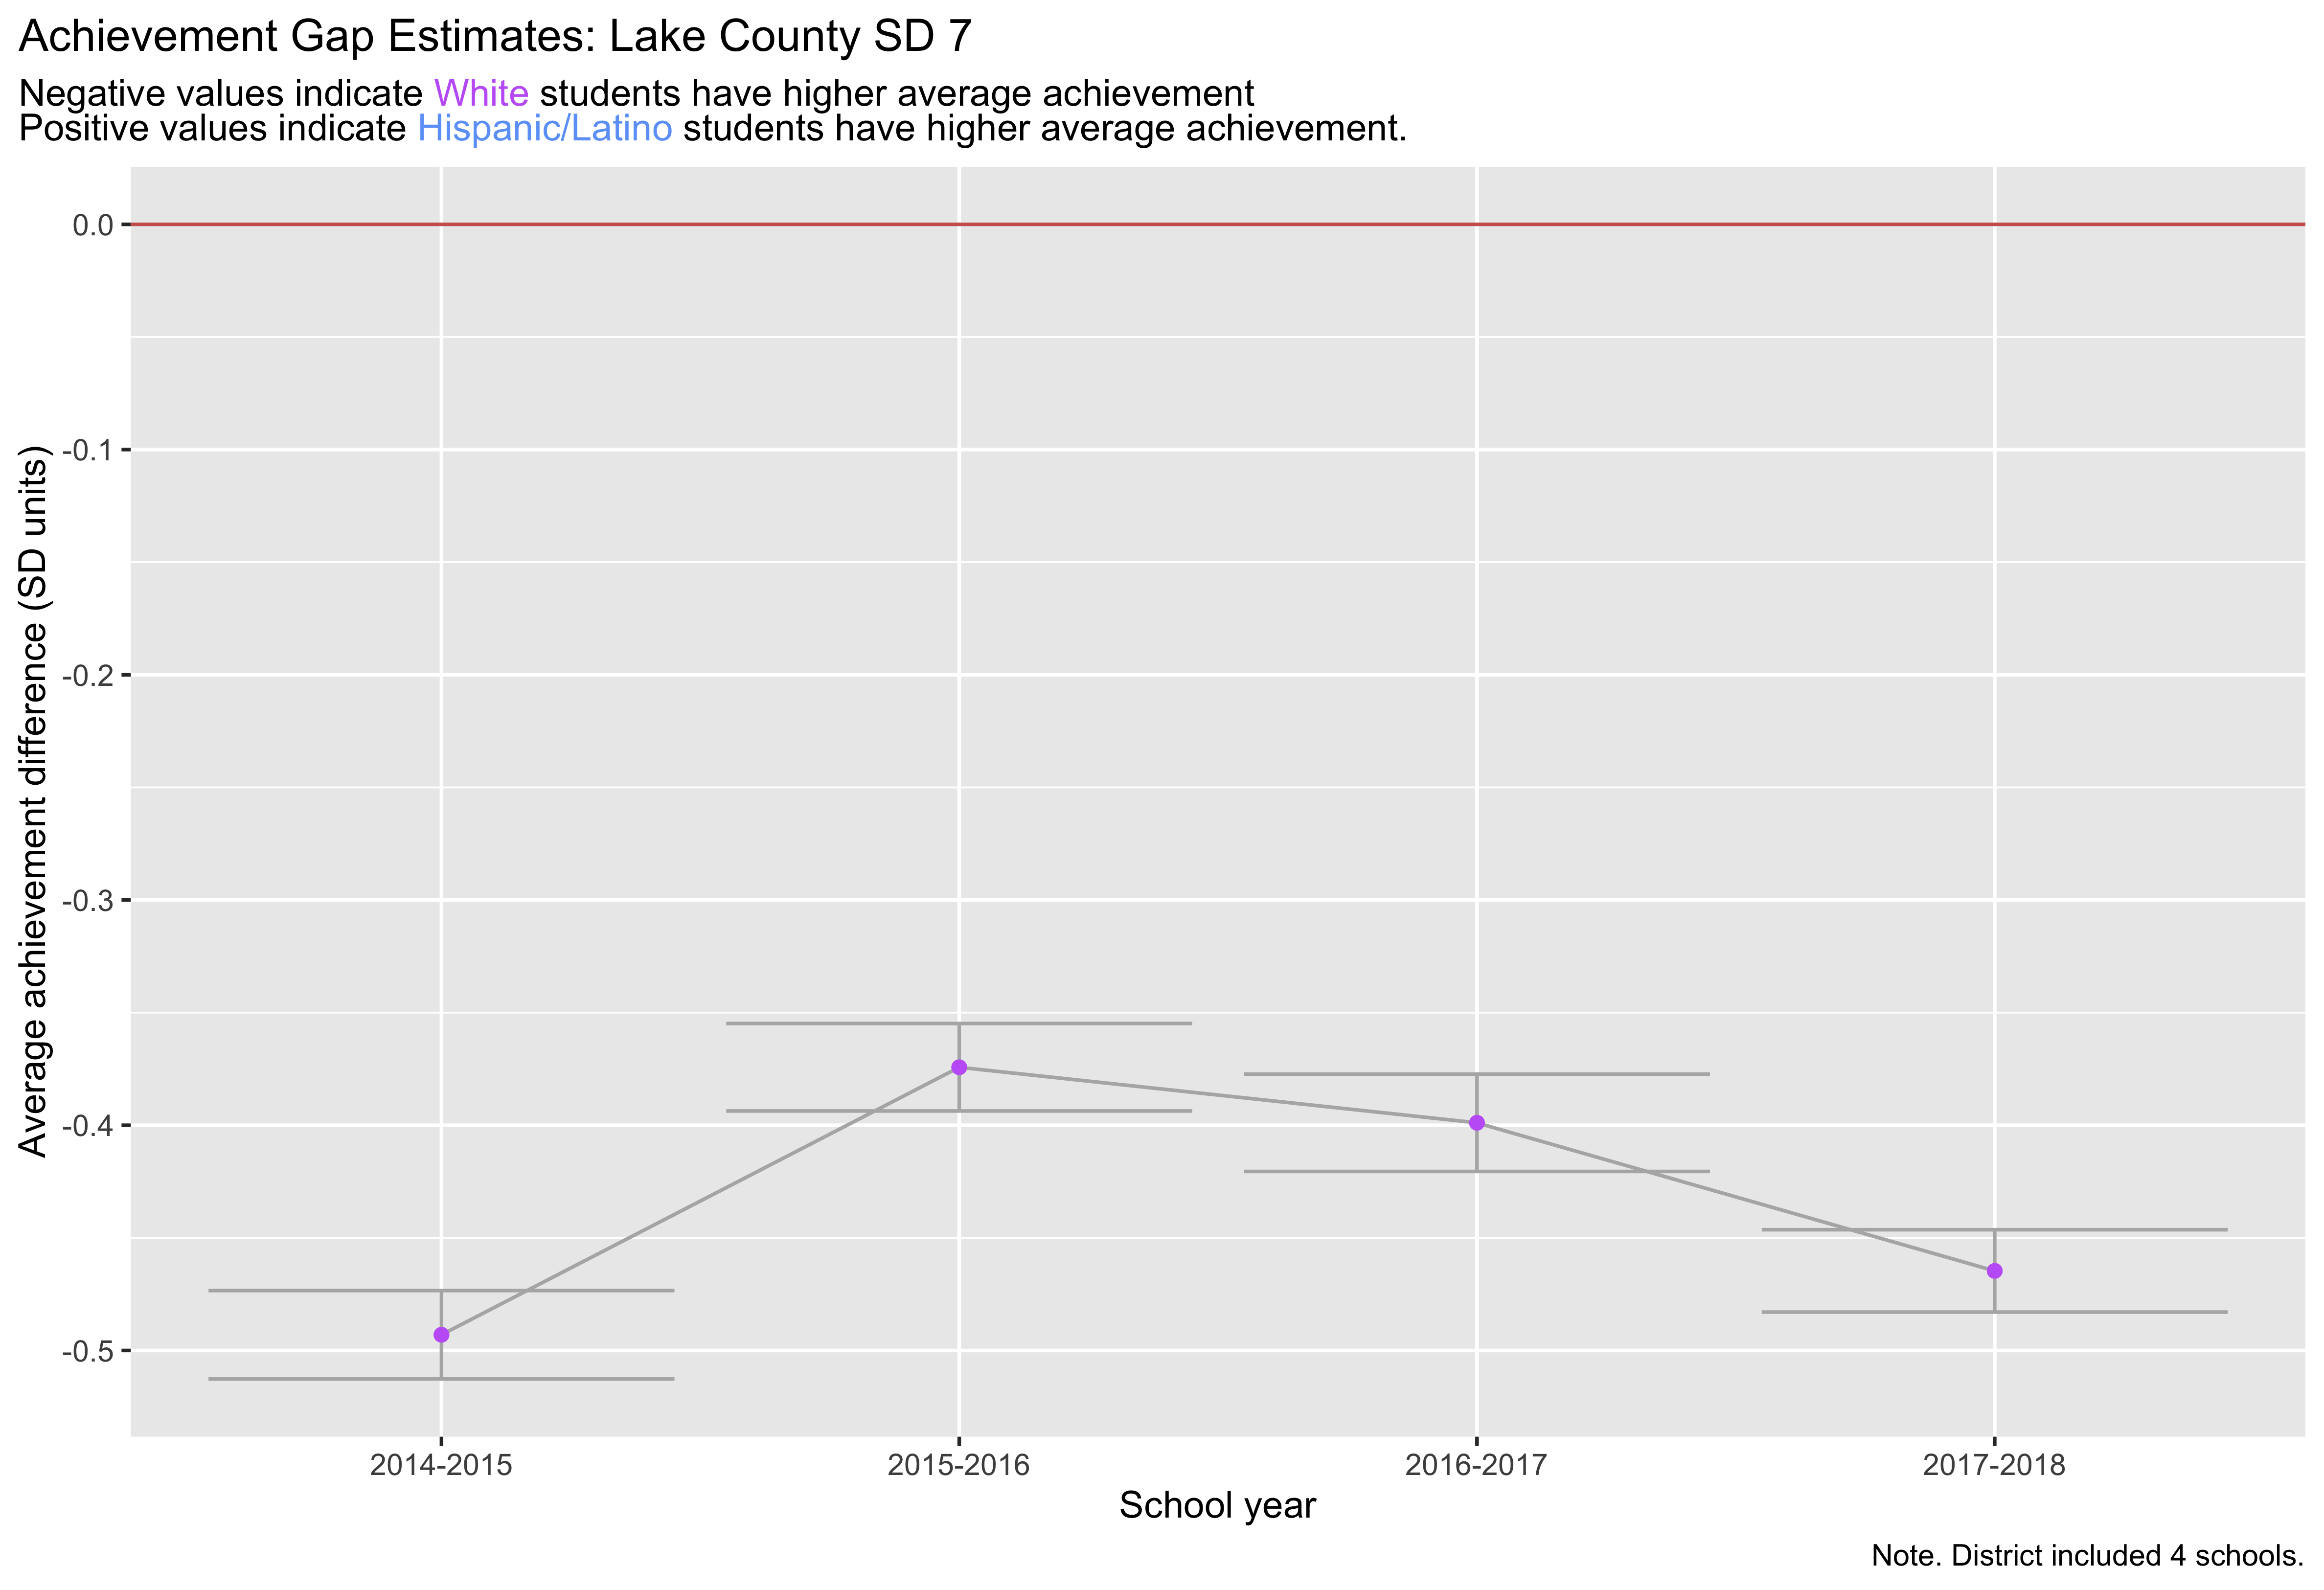 Achievement Gap Estimates: Lake County SD 7
Negative values indicate White students have higher average achievement
Positive values indicate Hispanic/Latino students have higher average achievement.
Average achievement difference (SD units)
0.0
-0.1
-0.2
-0.3
-0.4
-0.5
2014-2015
2015-2016
2016-2017
2017-2018
School year
Note. District included 4 schools.